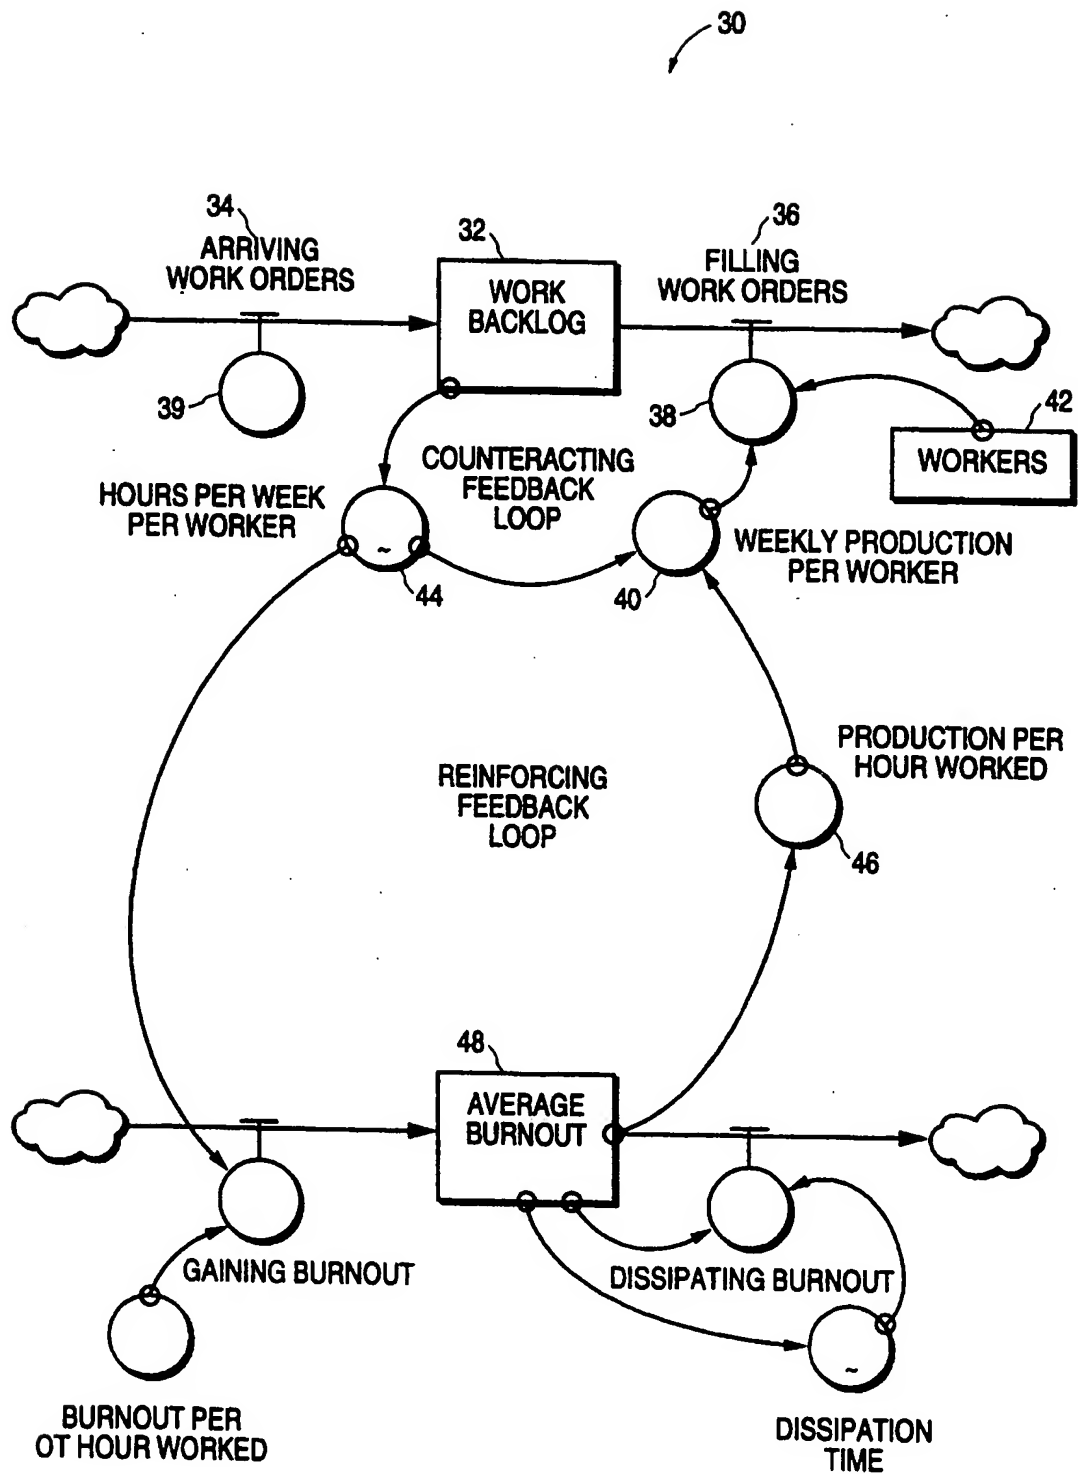 30
34
ARRIVING
WORK ORDERS
32
WORK
BACKLOG
36
FILLING
WORK ORDERS
39
38
42
WORKERS
COUNTERACTING
FEEDBACK
LOOP
HOURS PER WEEK
PER WORKER
~
44
40
WEEKLY PRODUCTION
PER WORKER
REINFORCING
FEEDBACK
LOOP
PRODUCTION PER
HOUR WORKED
46
48
AVERAGE
BURNOUT
GAINING BURNOUT
DISSIPATING BURNOUT
~
BURNOUT PER
OT HOUR WORKED
DISSIPATION
TIME